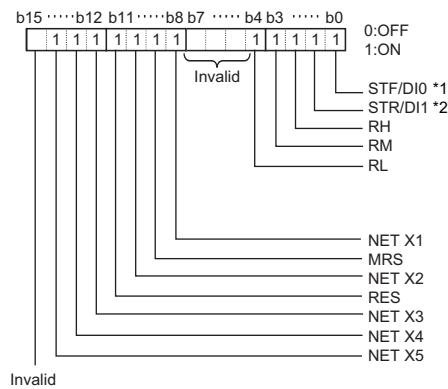 b15 ····· b12 b11 ····· b8 b7 ····· b4 b3 ····· b0
1 1 1 1 1 1 1 1 1 1 1 1
0:OFF
1:ON
Invalid
STF/DI0 *1
STR/DI1 *2
RH
RM
RL
NET X1
MRS
NET X2
RES
NET X3
NET X4
NET X5
Invalid